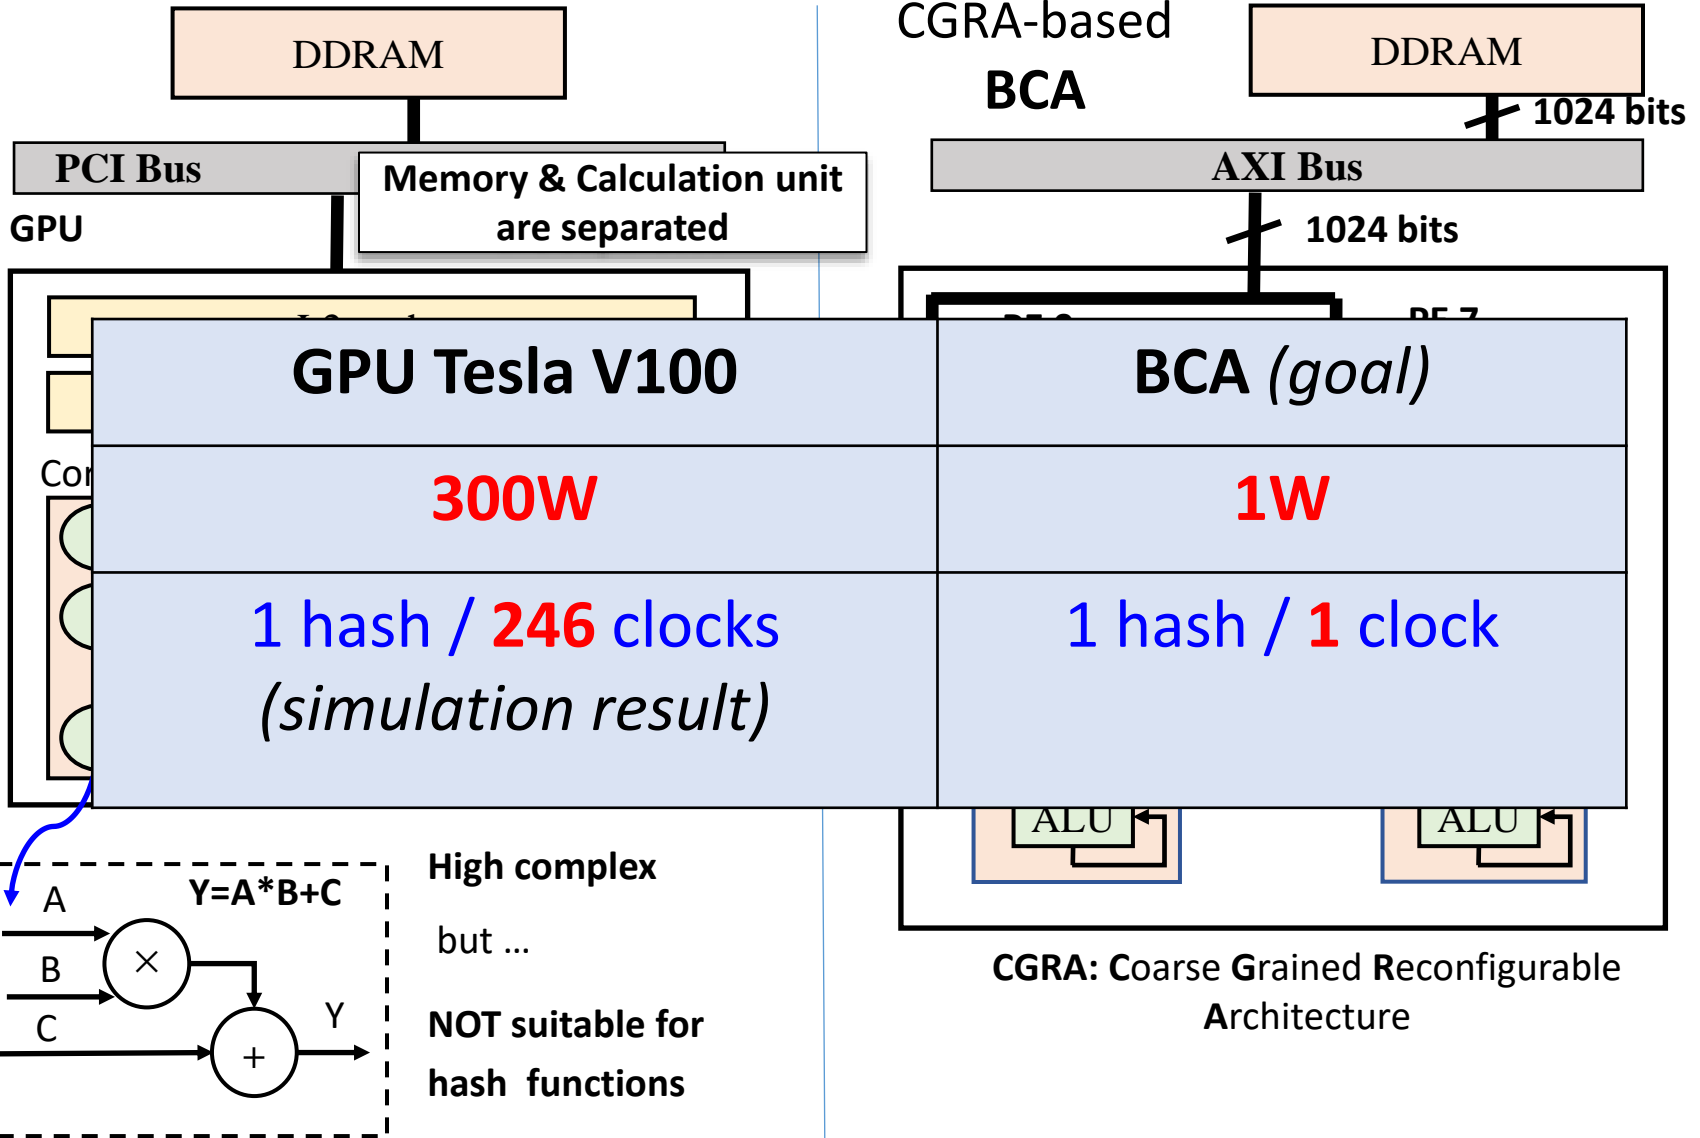 DDRAM
PCI Bus
Memory & Calculation unit
are separated
GPU
CGRA-based
BCA
DDRAM
1024 bits
AXI Bus
1024 bits
GPU Tesla V100
BCA (goal)
300W
1W
1 hash / 246 clocks
(simulation result)
1 hash / 1 clock
ALU
ALU
Y=A*B+C
A
B
C
×
+
Y
High complex
but ...
NOT suitable for
hash functions
CGRA: Coarse Grained Reconfigurable
Architecture